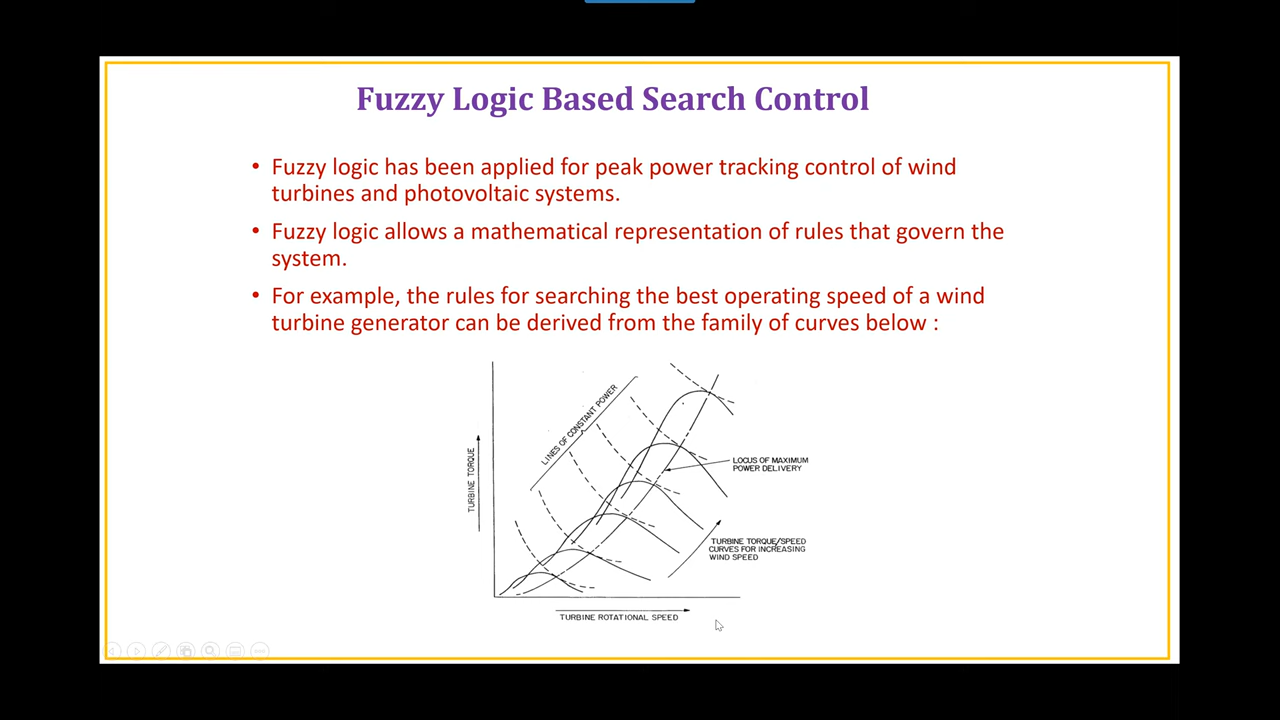 Fuzzy Logic Based Search Control
• Fuzzy logic has been applied for peak power tracking control of wind
turbines and photovoltaic systems.
• Fuzzy logic allows a mathematical representation of rules that govern the
system.
• For example, the rules for searching the best operating speed of a wind
turbine generator can be derived from the family of curves below :
LINES OF CONSTANT POWER
TURBINE TORQUE
LOCUS OF MAXIMUM
POWER DELIVERY
TURBINE TORQUE/SPEED
CURVES FOR INCREASING
WIND SPEED
TURBINE ROTATIONAL SPEED